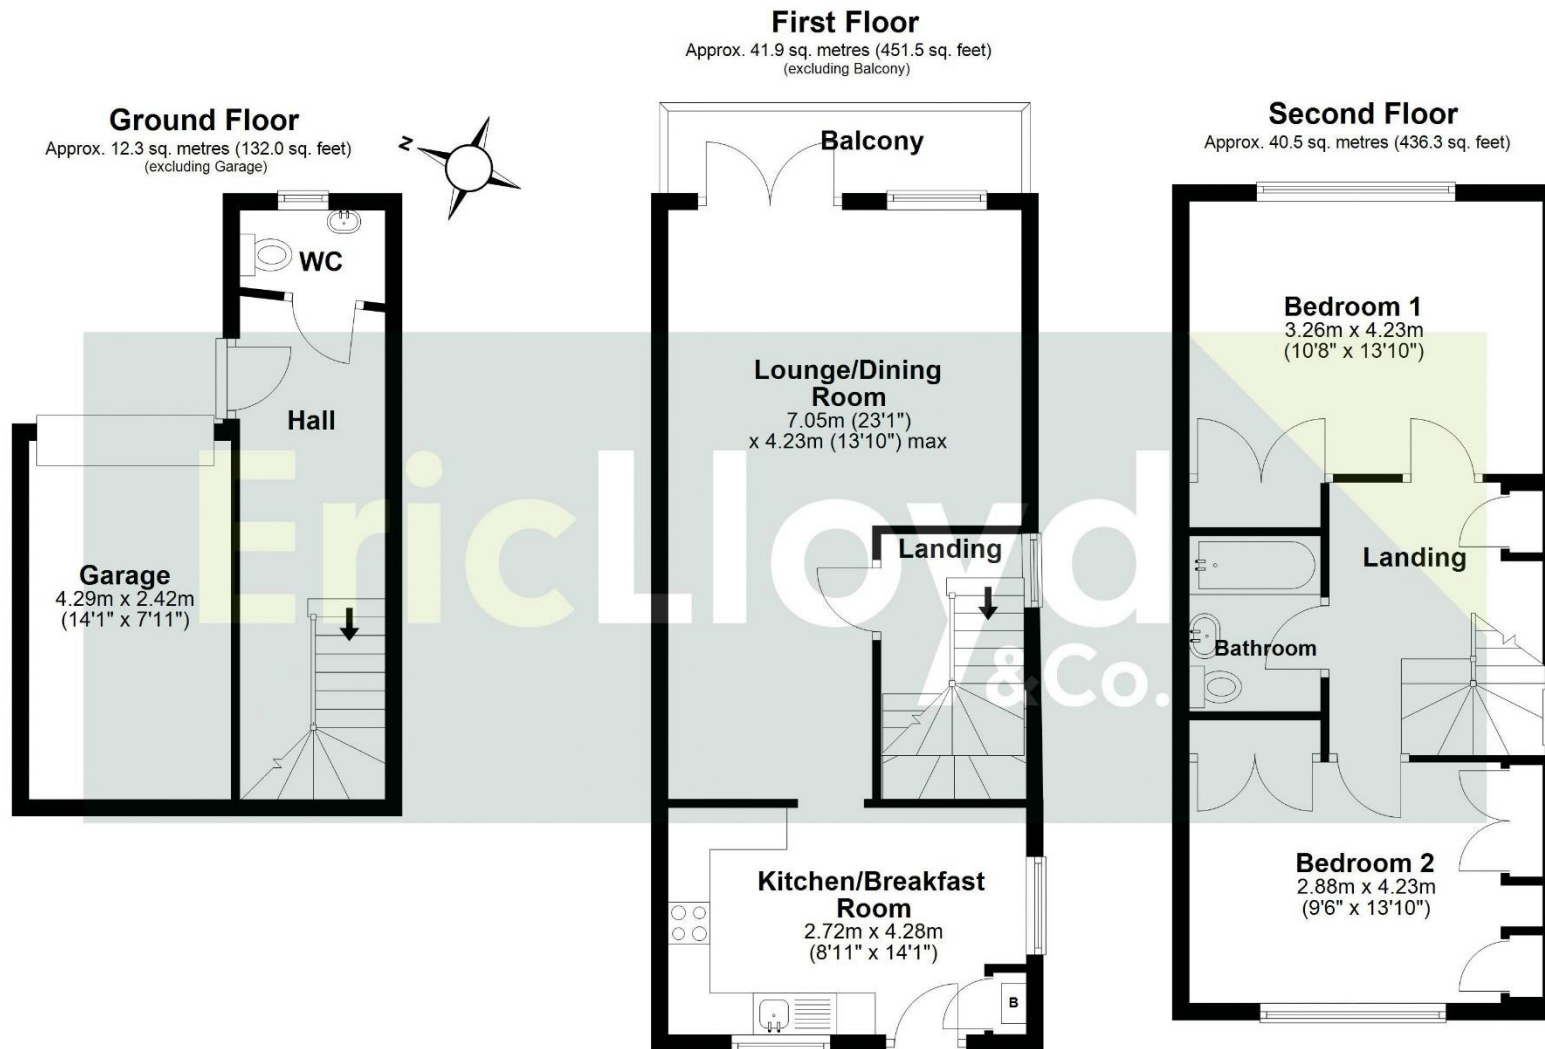 First Floor
Approx. 41.9 sq. metres (451.5 sq. feet)
(excluding Balcony)
Ground Floor
Approx. 12.3 sq. metres (132.0 sq. feet)
(excluding Garage)
Second Floor
Approx. 40.5 sq. metres (436.3 sq. feet)
N
Balcony
WC
Hall
Garage
4.29m x 2.42m
(14'1" x 7'11")
Lounge/Dining
Room
7.05m (23'1")
x 4.23m (13'10") max
Landing
Kitchen/Breakfast
Room
2.72m x 4.28m
(8'11" x 14'1")
B
Bedroom 1
3.26m x 4.23m
(10'8" x 13'10")
Landing
Bathroom
Bedroom 2
2.88m x 4.23m
(9'6" x 13'10")
EricLloyd
&Co.